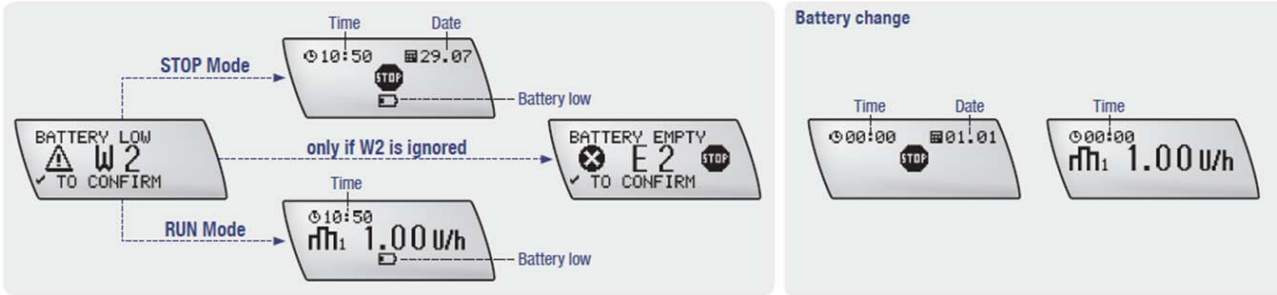 Time Date
10:50 29.07
STOP
Battery low
STOP Mode
BATTERY LOW
W2
✓ TO CONFIRM
only if W2 is ignored
BATTERY EMPTY
E2 STOP
✓ TO CONFIRM
RUN Mode
Time
10:50
1 1.00 U/h
Battery low
Battery change
Time Date
00:00 01.01
STOP
Time
00:00
1 1.00 U/h